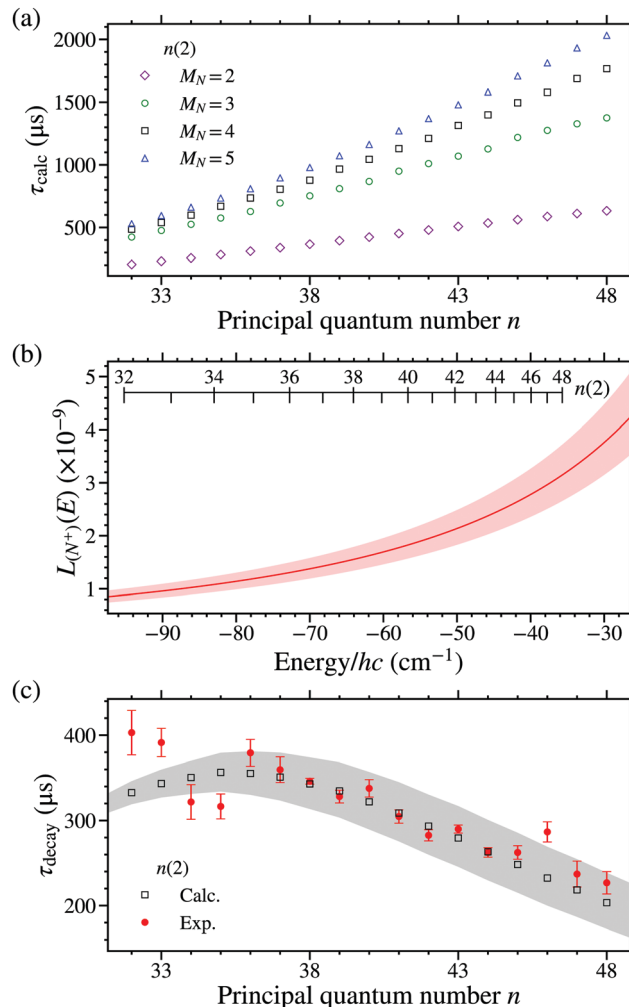 (a)
2000
1500
1000
500
τcalc (μs)
n(2)
M_N = 2
M_N = 3
M_N = 4
M_N = 5
33 38 43 48
Principal quantum number n
(b)
32 34 36 38 40 42 44 46 48
n(2)
5
4
3
2
1
L(N⁺)(E) (×10−9)
−90 −80 −70 −60 −50 −40 −30
Energy/hc (cm⁻¹)
(c)
400
300
200
τdecay (μs)
n(2)
Calc.
Exp.
33 38 43 48
Principal quantum number n